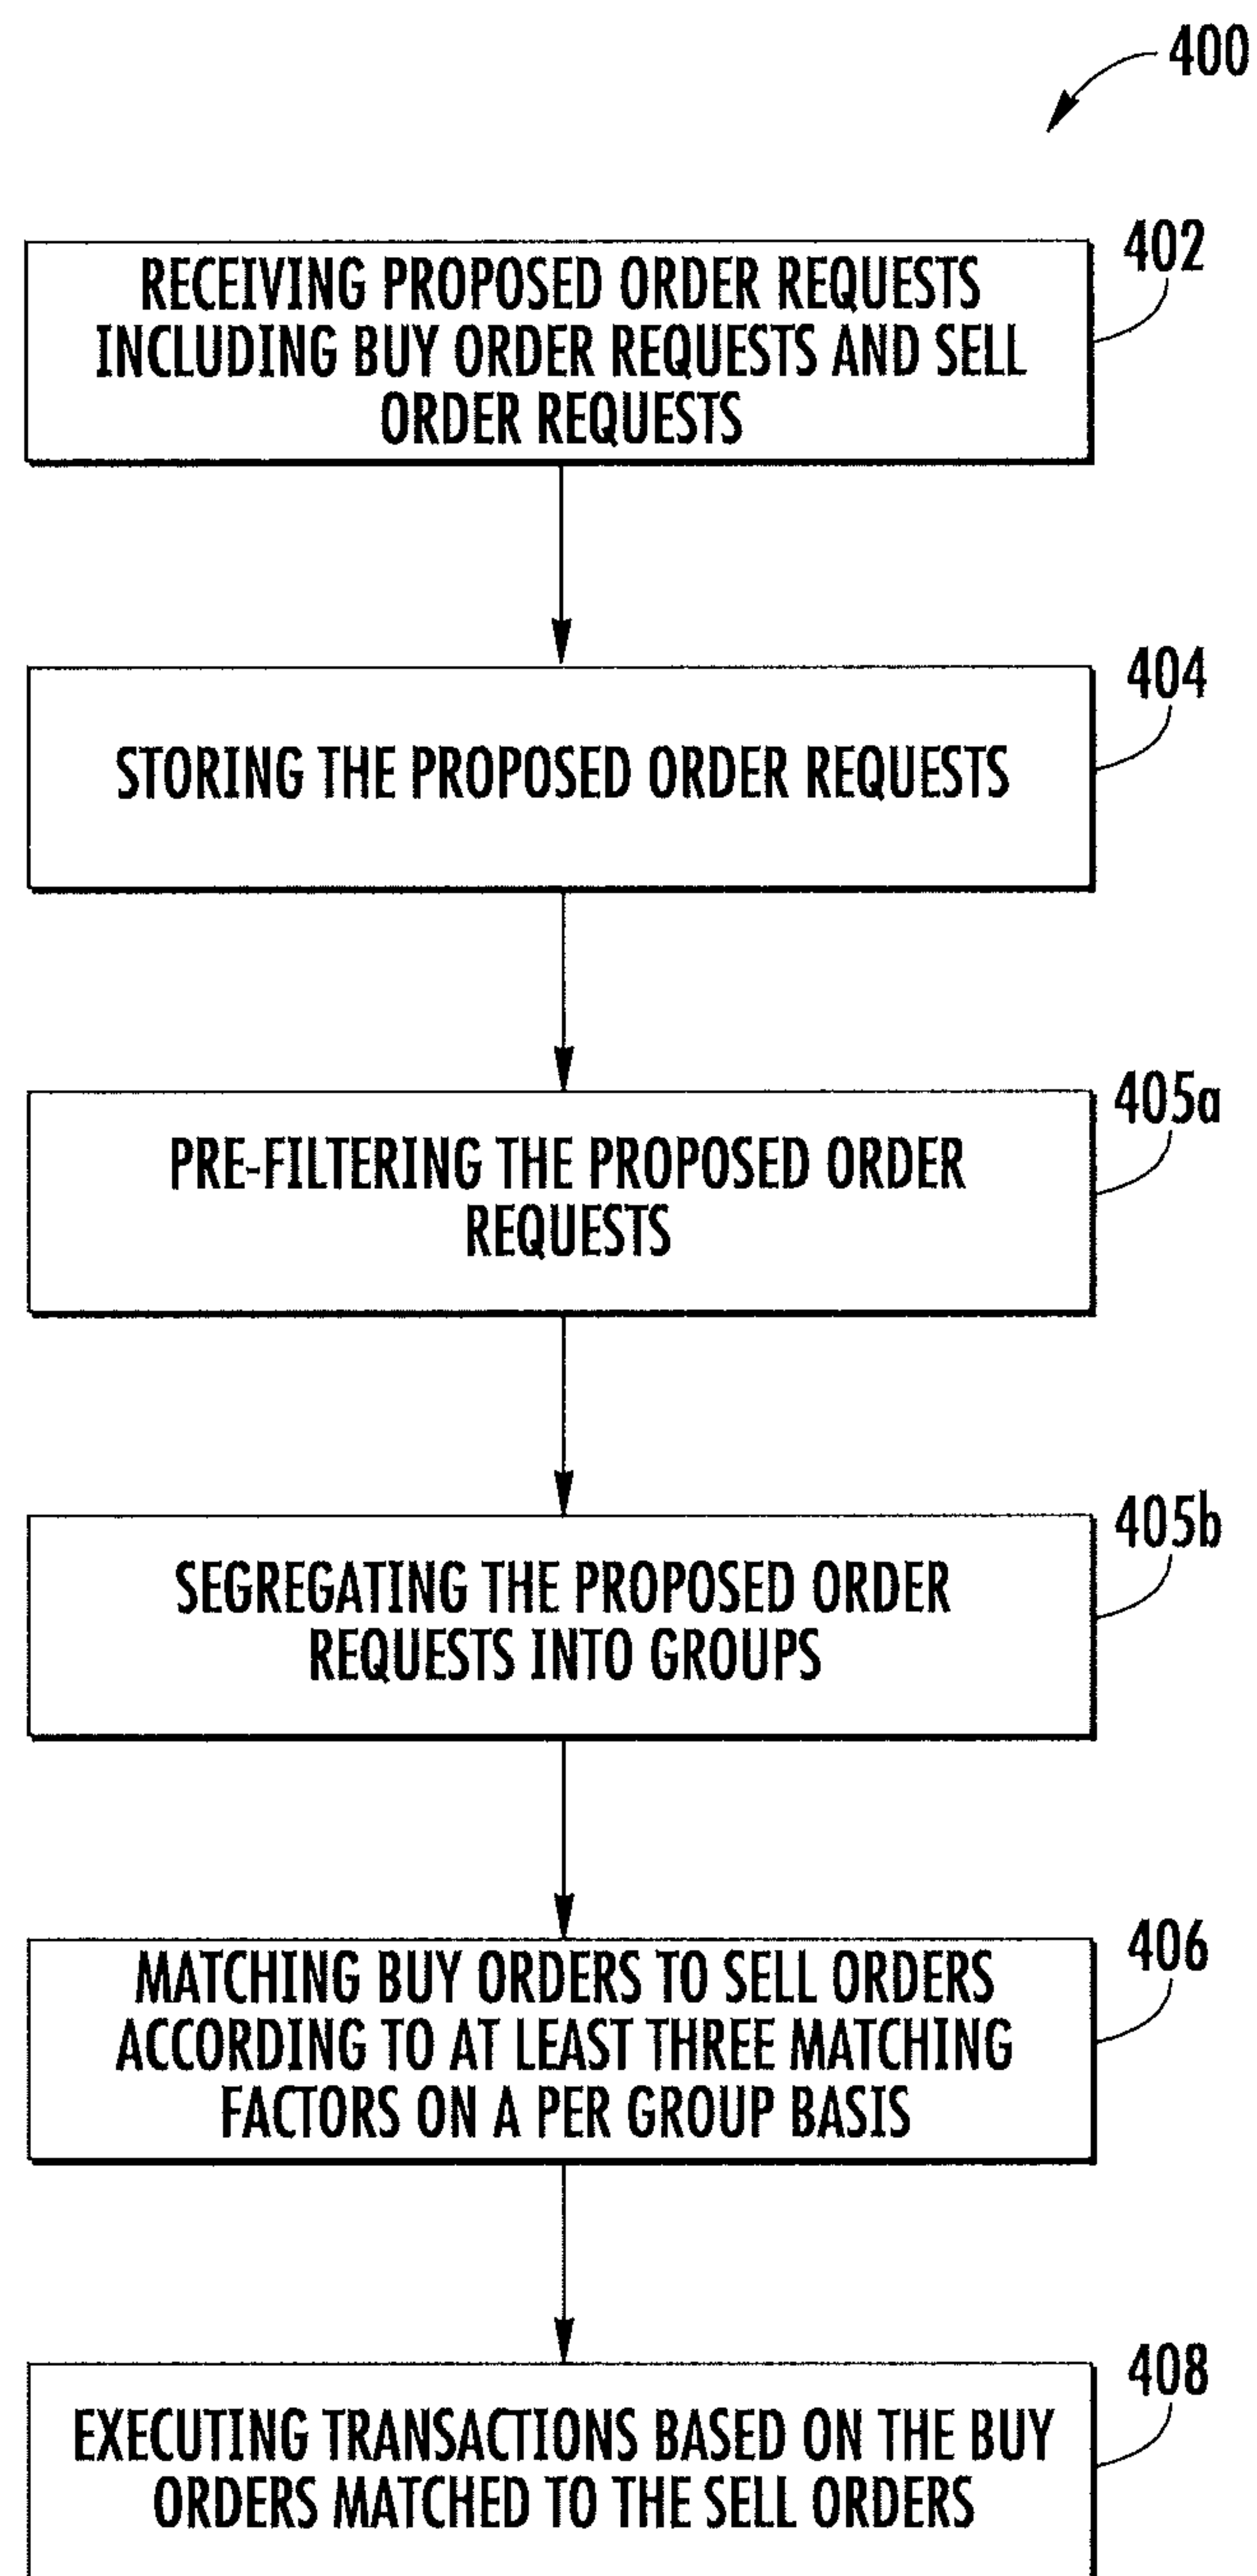 400
402
RECEIVING PROPOSED ORDER REQUESTS
INCLUDING BUY ORDER REQUESTS AND SELL
ORDER REQUESTS
404
STORING THE PROPOSED ORDER REQUESTS
405a
PRE-FILTERING THE PROPOSED ORDER
REQUESTS
405b
SEGREGATING THE PROPOSED ORDER
REQUESTS INTO GROUPS
406
MATCHING BUY ORDERS TO SELL ORDERS
ACCORDING TO AT LEAST THREE MATCHING
FACTORS ON A PER GROUP BASIS
408
EXECUTING TRANSACTIONS BASED ON THE BUY
ORDERS MATCHED TO THE SELL ORDERS